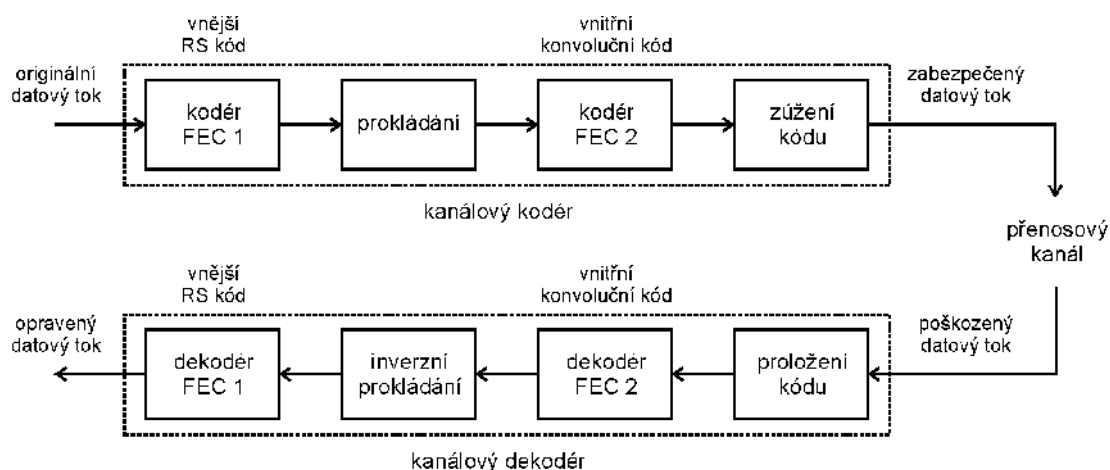 vnější
RS kód
vnitřní
konvoluční kód
originální
datový tok
zabezpečený
datový tok
kodér
FEC 1
prokládání
kodér
FEC 2
zúžení
kódu
kanálový kodér
přenosový
kanál
vnější
RS kód
vnitřní
konvoluční kód
opravený
datový tok
poškozený
datový tok
dekodér
FEC 1
inverzní
prokládání
dekodér
FEC 2
proložení
kódu
kanálový dekodér